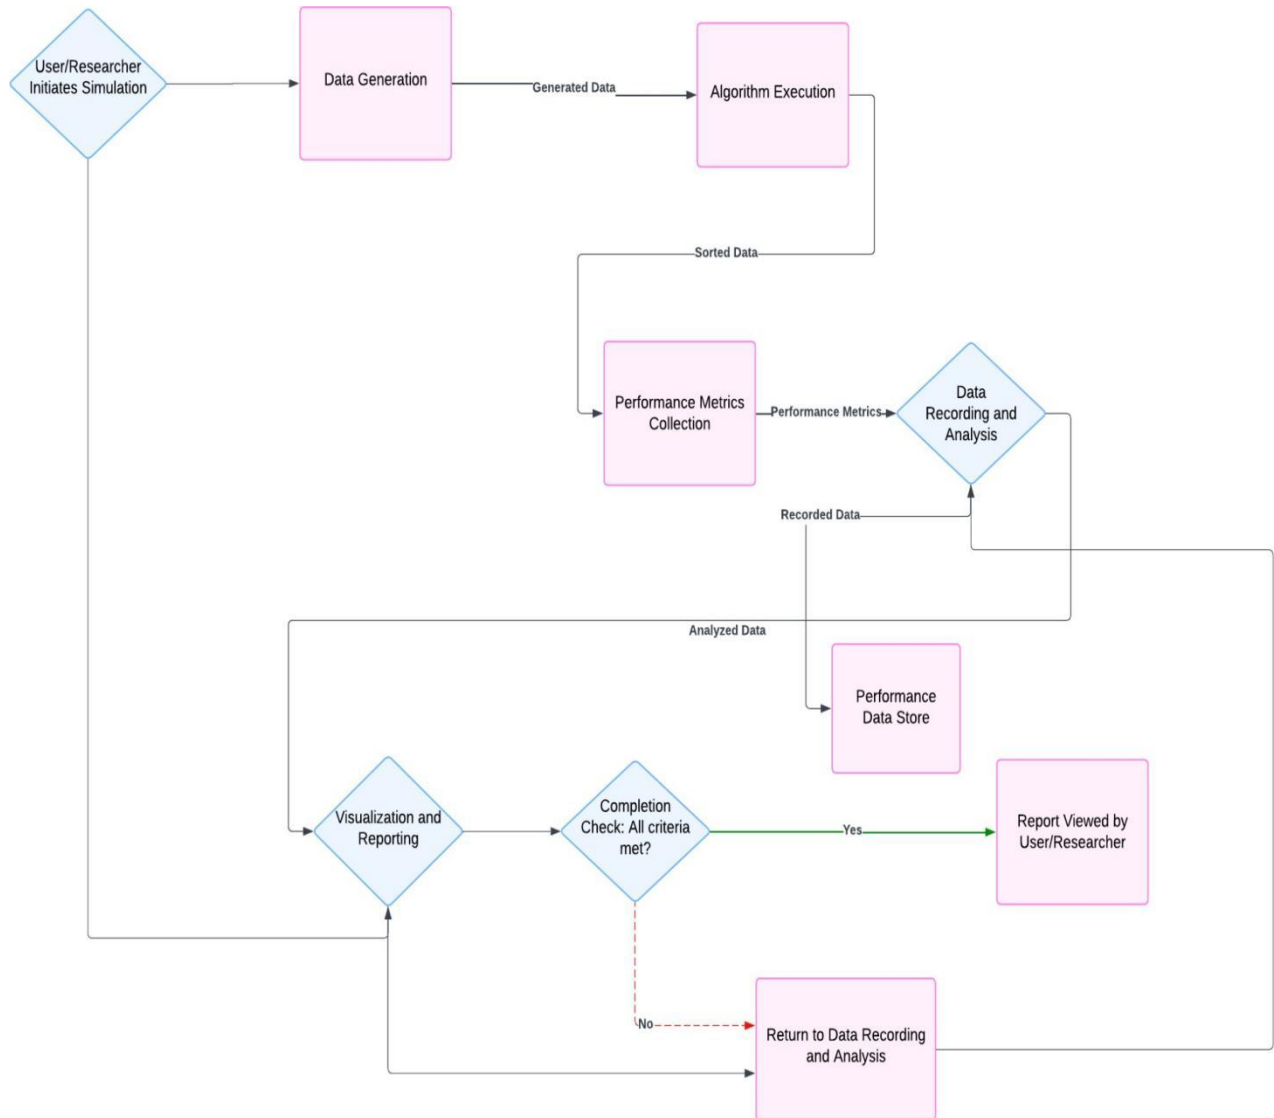 User/Researcher
Initiates Simulation
Data Generation
Generated Data
Algorithm Execution
Sorted Data
Performance Metrics
Collection
Performance Metrics
Data
Recording and
Analysis
Recorded Data
Analyzed Data
Performance
Data Store
Visualization and
Reporting
Completion
Check: All criteria
met?
Yes
Report Viewed by
User/Researcher
No
Return to Data Recording
and Analysis